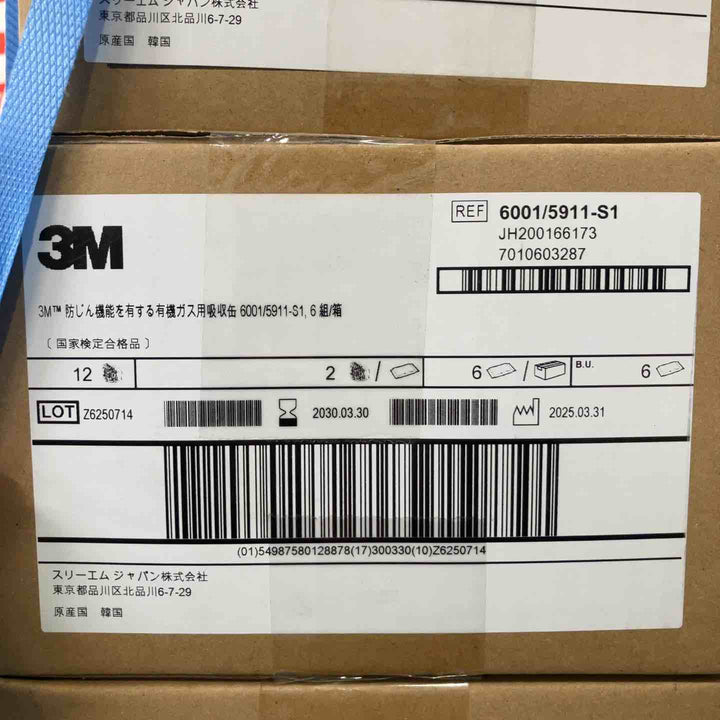 スリーエム ジャパン株式会社
東京都品川区北品川6-7-29
原産国 韓国
3M
REF 6001/5911-S1
JH200166173
7010603287
3M™ 防じん機能を有する有機ガス用吸収缶 6001/5911-S1, 6 組/箱
〔 国家検定合格品 〕
12 2 / 6 / B.U. 6
LOT Z6250714 2030.03.30 2025.03.31
(01)54987580128878(17)300330(10)Z6250714
スリーエム ジャパン株式会社
東京都品川区北品川6-7-29
原産国 韓国